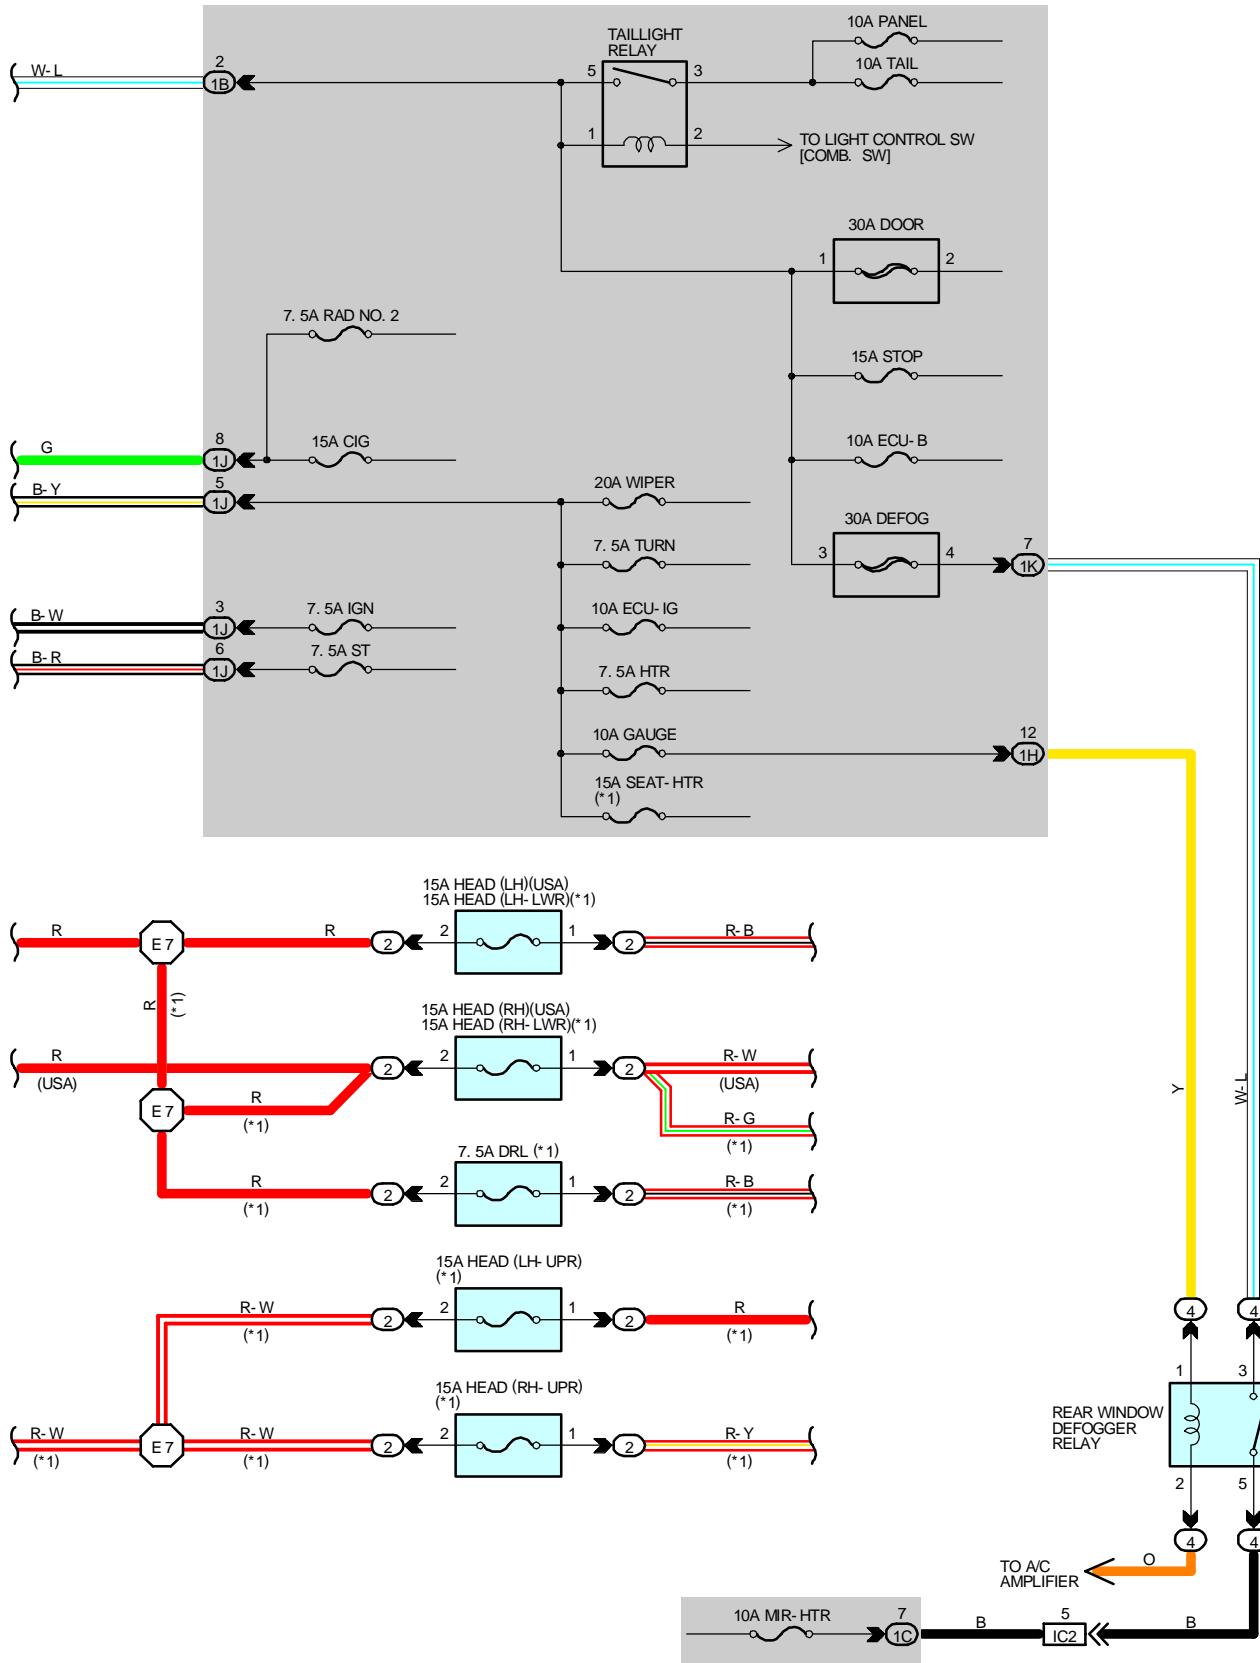 10A PANEL
TAILLIGHT
RELAY
10A TAIL
W-L
2
1B
5
3
1
2
TO LIGHT CONTROL SW
[COMB. SW]
30A DOOR
1
2
7. 5A RAD NO. 2
15A STOP
G
8
1J
15A CIG
10A ECU-B
B-Y
5
1J
20A WIPER
30A DEFOG
3
4
7
1K
7. 5A TURN
B-W
3
1J
7. 5A IGN
10A ECU-IG
B-R
6
1J
7. 5A ST
7. 5A HTR
10A GAUGE
12
1H
15A SEAT-HTR
(*1)
15A HEAD (LH)(USA)
15A HEAD (LH-LWR)(*1)
R
E7
R
2
2
1
2
R-B
R
(*1)
15A HEAD (RH)(USA)
15A HEAD (RH-LWR)(*1)
R
(USA)
2
2
1
2
R-W
(USA)
Y
W-L
E7
R
(*1)
R-G
(*1)
7. 5A DRL (*1)
R
(*1)
2
2
1
2
R-B
(*1)
15A HEAD (LH-UPR)
(*1)
R-W
(*1)
2
2
1
2
R
(*1)
4
4
1
3
15A HEAD (RH-UPR)
(*1)
REAR WINDOW
DEFOGGER
RELAY
R-W
(*1)
E7
R-W
(*1)
2
2
1
2
R-Y
(*1)
2
5
4
4
TO A/C
AMPLIFIER
O
10A MIR-HTR
7
1C
B
5
IC2
B